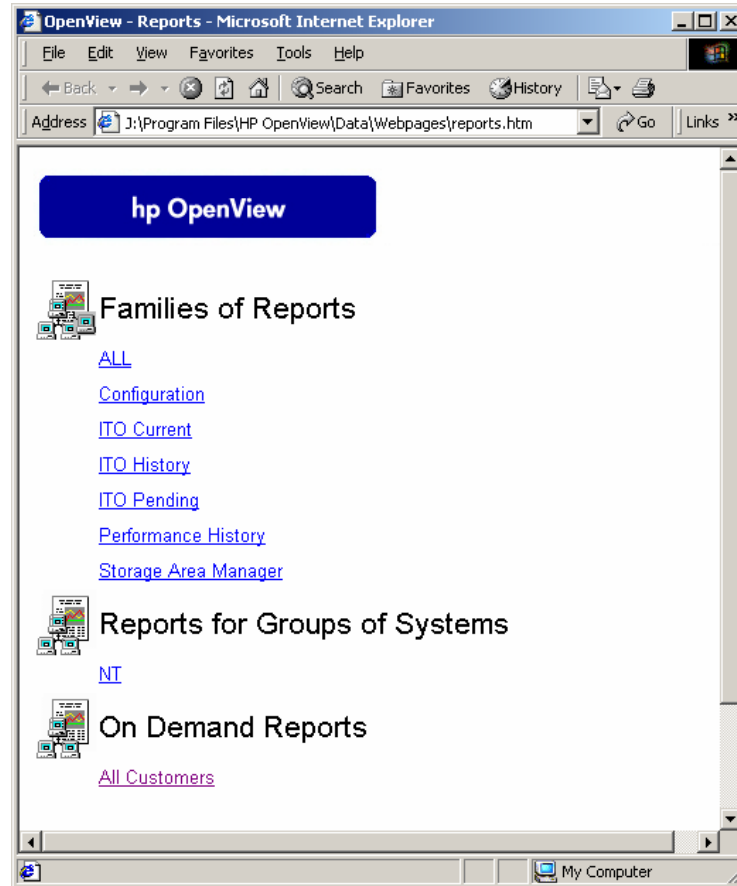 OpenView - Reports - Microsoft Internet Explorer
File Edit View Favorites Tools Help
Back Search Favorites History
Address J:\Program Files\HP OpenView\Data\Webpages\reports.htm Go Links »
hp OpenView
Families of Reports
ALL
Configuration
ITO Current
ITO History
ITO Pending
Performance History
Storage Area Manager
Reports for Groups of Systems
NT
On Demand Reports
All Customers
My Computer